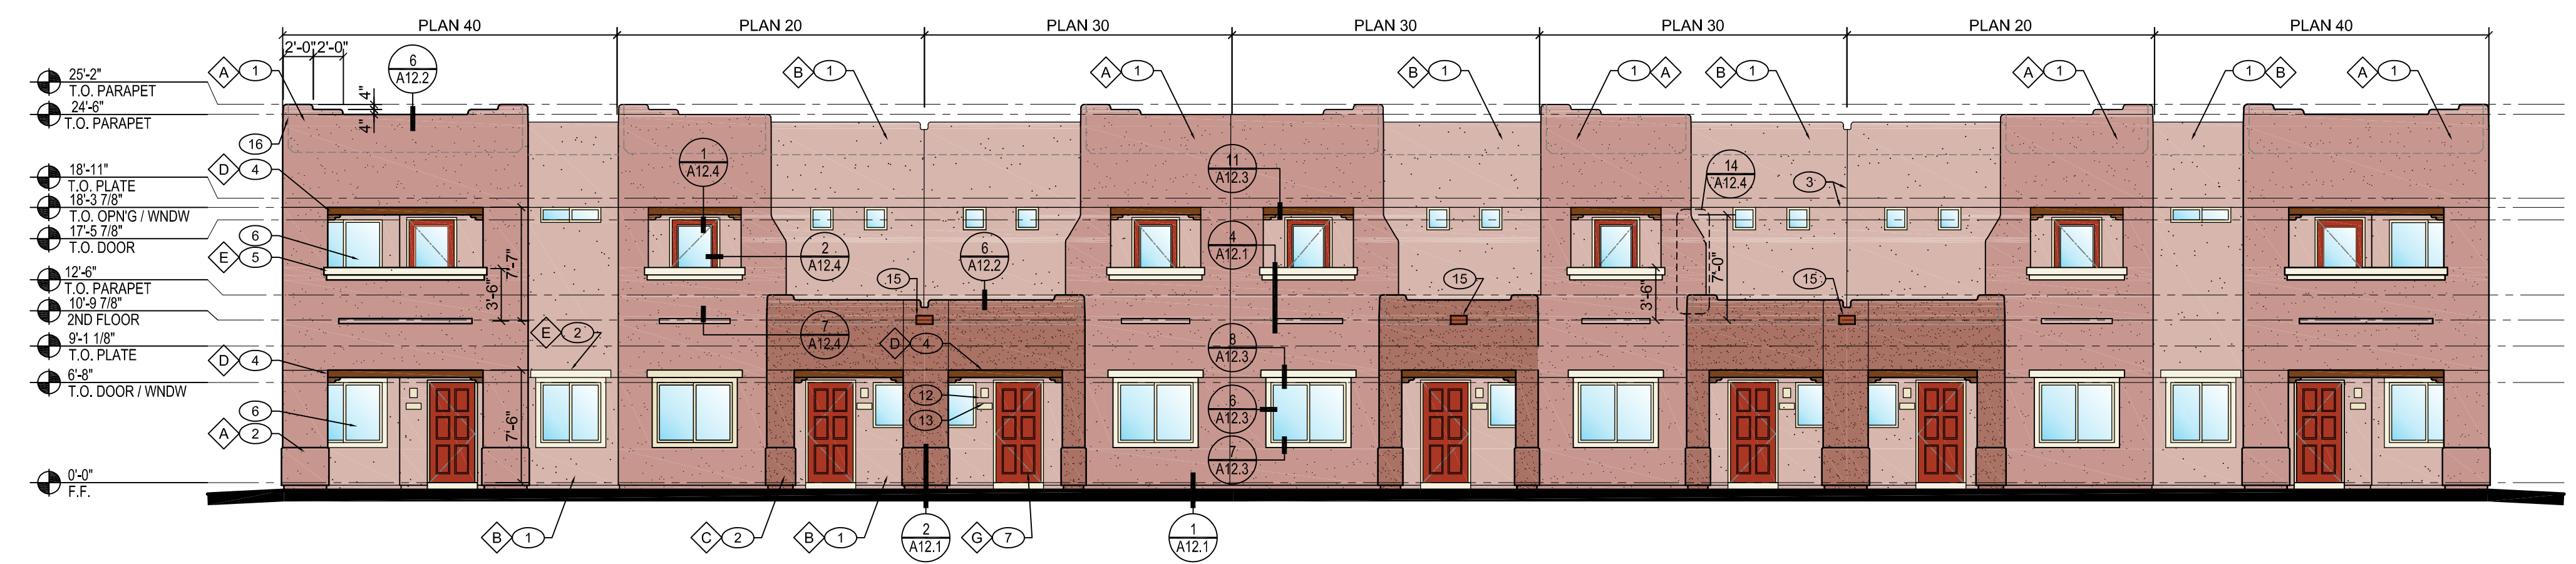 PLAN 40
PLAN 20
PLAN 30
PLAN 30
PLAN 30
PLAN 20
PLAN 40
2'-0"
2'-0"
6
A12.2
25'-2"
T.O. PARAPET
A 1
B 1
A 1
B 1
1 A
B 1
A 1
1 B
A 1
4"
24'-6"
T.O. PARAPET
4"
16
1
A12.4
11
A12.3
14
A12.4
18'-11"
T.O. PLATE
D 4
3
18'-3 7/8"
T.O. OPN'G / WNDW
17'-5 7/8"
T.O. DOOR
6
E 5
7'-7"
2
A12.4
6
A12.2
4
A12.1
7'-0"
12'-6"
T.O. PARAPET
3'-6"
15
15
3'-6"
15
10'-9 7/8"
2ND FLOOR
E 2
7
A12.4
D 4
8
A12.3
9'-1 1/8"
T.O. PLATE
D 4
6'-8"
T.O. DOOR / WNDW
12
6
13
6
A12.3
A 2
7'-6"
7
A12.3
0'-0"
F.F.
B 1
C 2
B 1
2
A12.1
G 7
1
A12.1